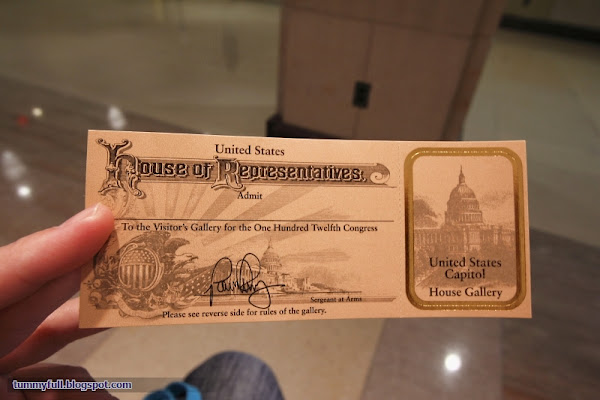 United States
House of Representatives.
Admit
To the Visitor's Gallery for the One Hundred Twelfth Congress
Sergeant at Arms
Please see reverse side for rules of the gallery.
United States
Capitol
House Gallery
tummyfull.blogspot.com